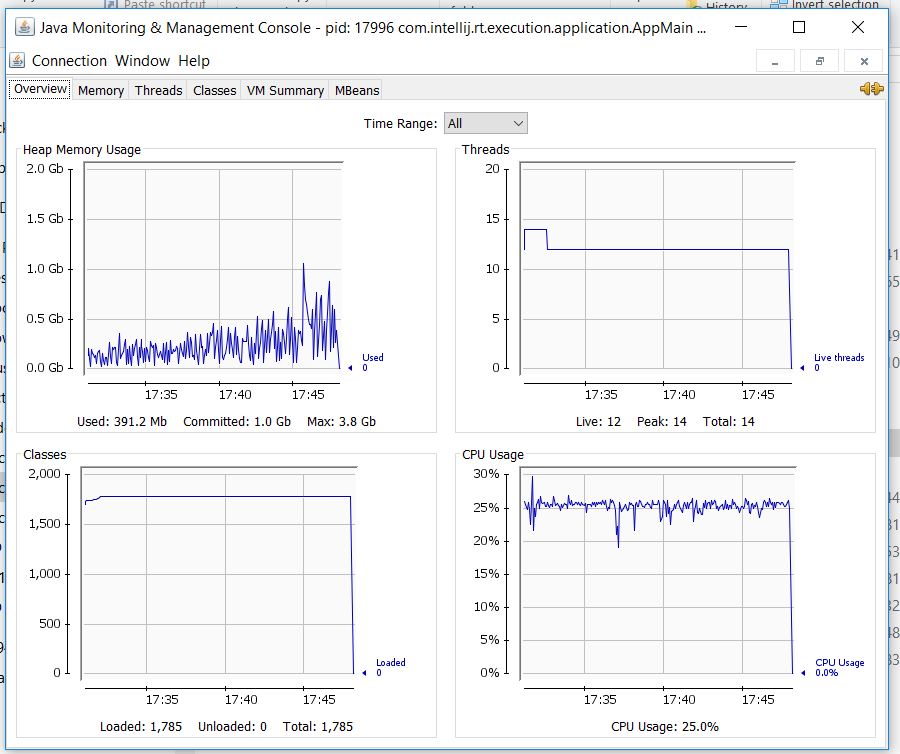 Paste shortcut
History
Invert selection
Java Monitoring & Management Console - pid: 17996 com.intellij.rt.execution.application.AppMain ...
Connection Window Help
Overview Memory Threads Classes VM Summary MBeans
Time Range: All
Heap Memory Usage
2.0 Gb
1.5 Gb
1.0 Gb
0.5 Gb
0.0 Gb
Used
0
17:35 17:40 17:45
Used: 391.2 Mb Committed: 1.0 Gb Max: 3.8 Gb
Threads
20
15
10
5
0
Live threads
0
17:35 17:40 17:45
Live: 12 Peak: 14 Total: 14
Classes
2,000
1,500
1,000
500
0
Loaded
0
17:35 17:40 17:45
Loaded: 1,785 Unloaded: 0 Total: 1,785
CPU Usage
30%
25%
20%
15%
10%
5%
0%
CPU Usage
0.0%
17:35 17:40 17:45
CPU Usage: 25.0%